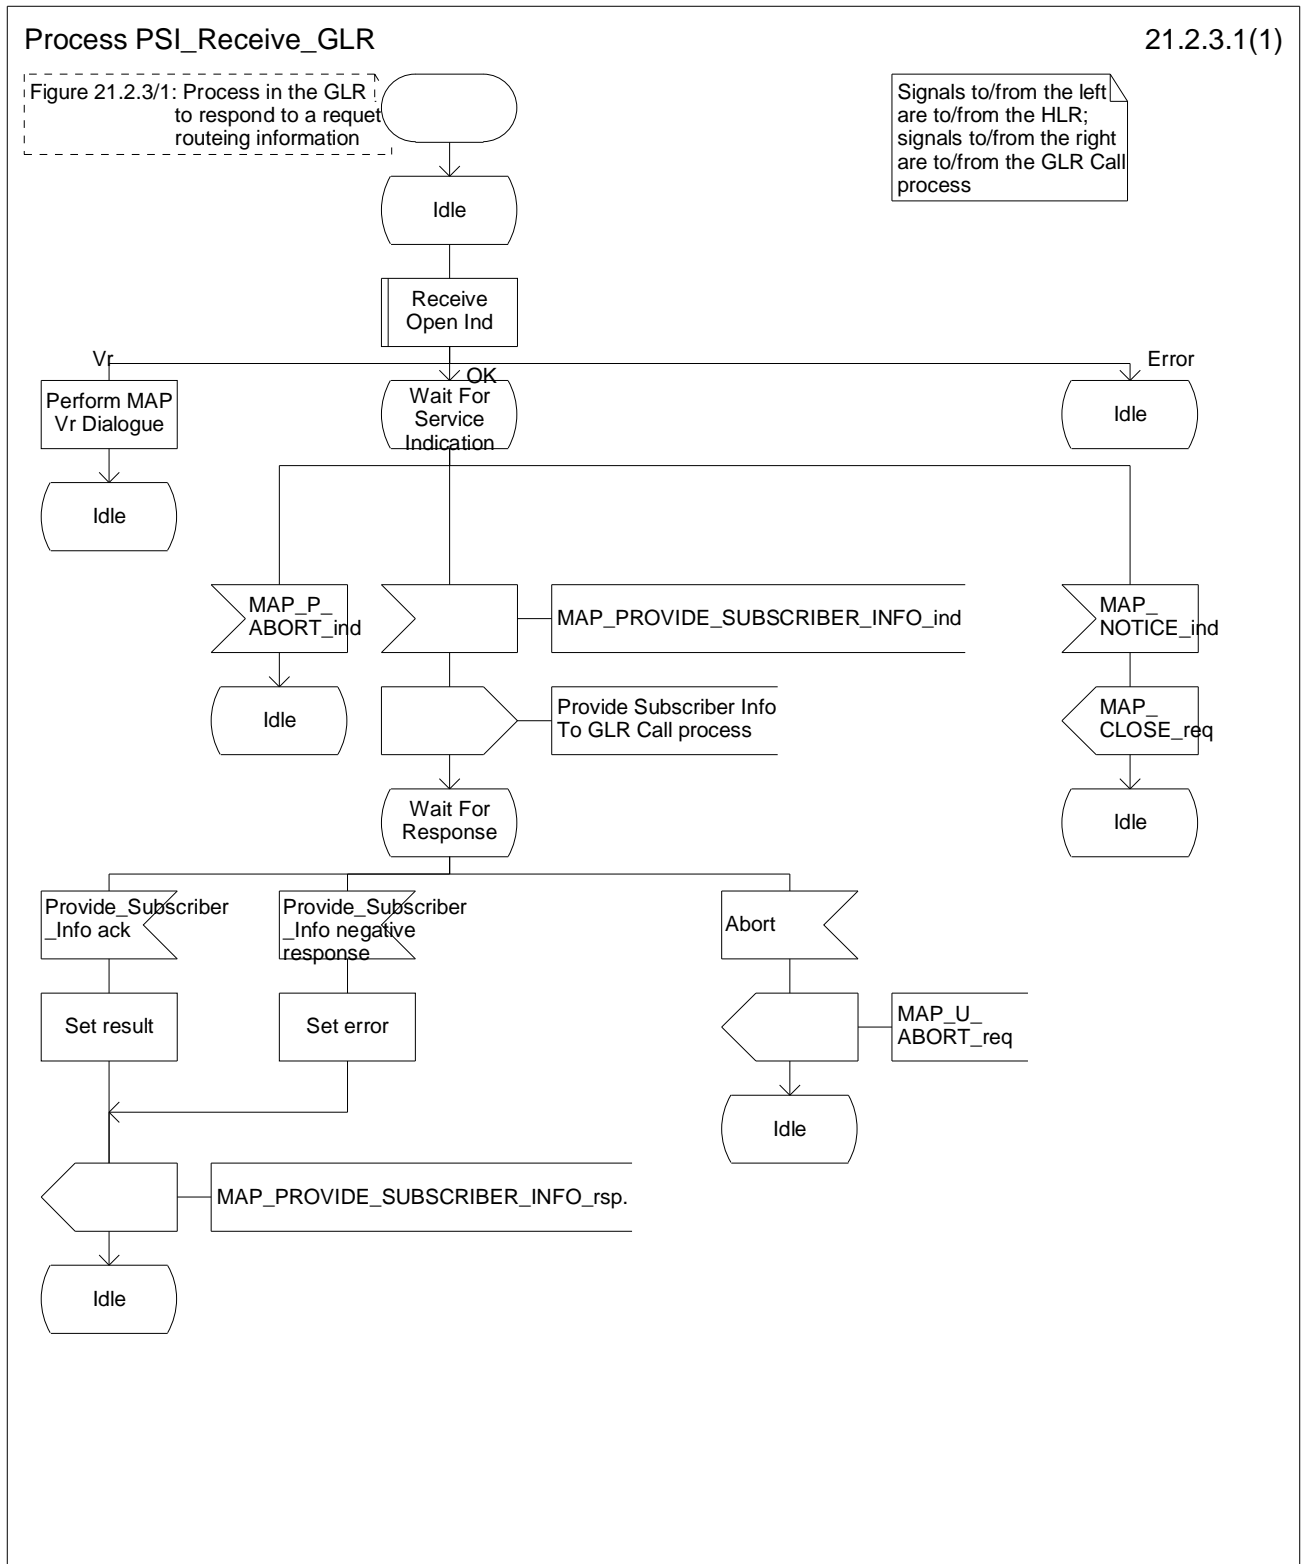 Process PSI_Receive_GLR
21.2.3.1(1)
Figure 21.2.3/1: Process in the GLR
to respond to a requet
routeing information
Signals to/from the left
are to/from the HLR;
signals to/from the right
are to/from the GLR Call
process
Idle
Receive
Open Ind
Vr
OK
Error
Perform MAP
Vr Dialogue
Wait For
Service
Indication
Idle
Idle
MAP_P_
ABORT_ind
MAP_PROVIDE_SUBSCRIBER_INFO_ind
MAP_
NOTICE_ind
Idle
Provide Subscriber Info
To GLR Call process
MAP_
CLOSE_req
Wait For
Response
Idle
Provide_Subscriber
_Info ack
Provide_Subscriber
_Info negative
response
Abort
Set result
Set error
MAP_U_
ABORT_req
Idle
MAP_PROVIDE_SUBSCRIBER_INFO_rsp.
Idle